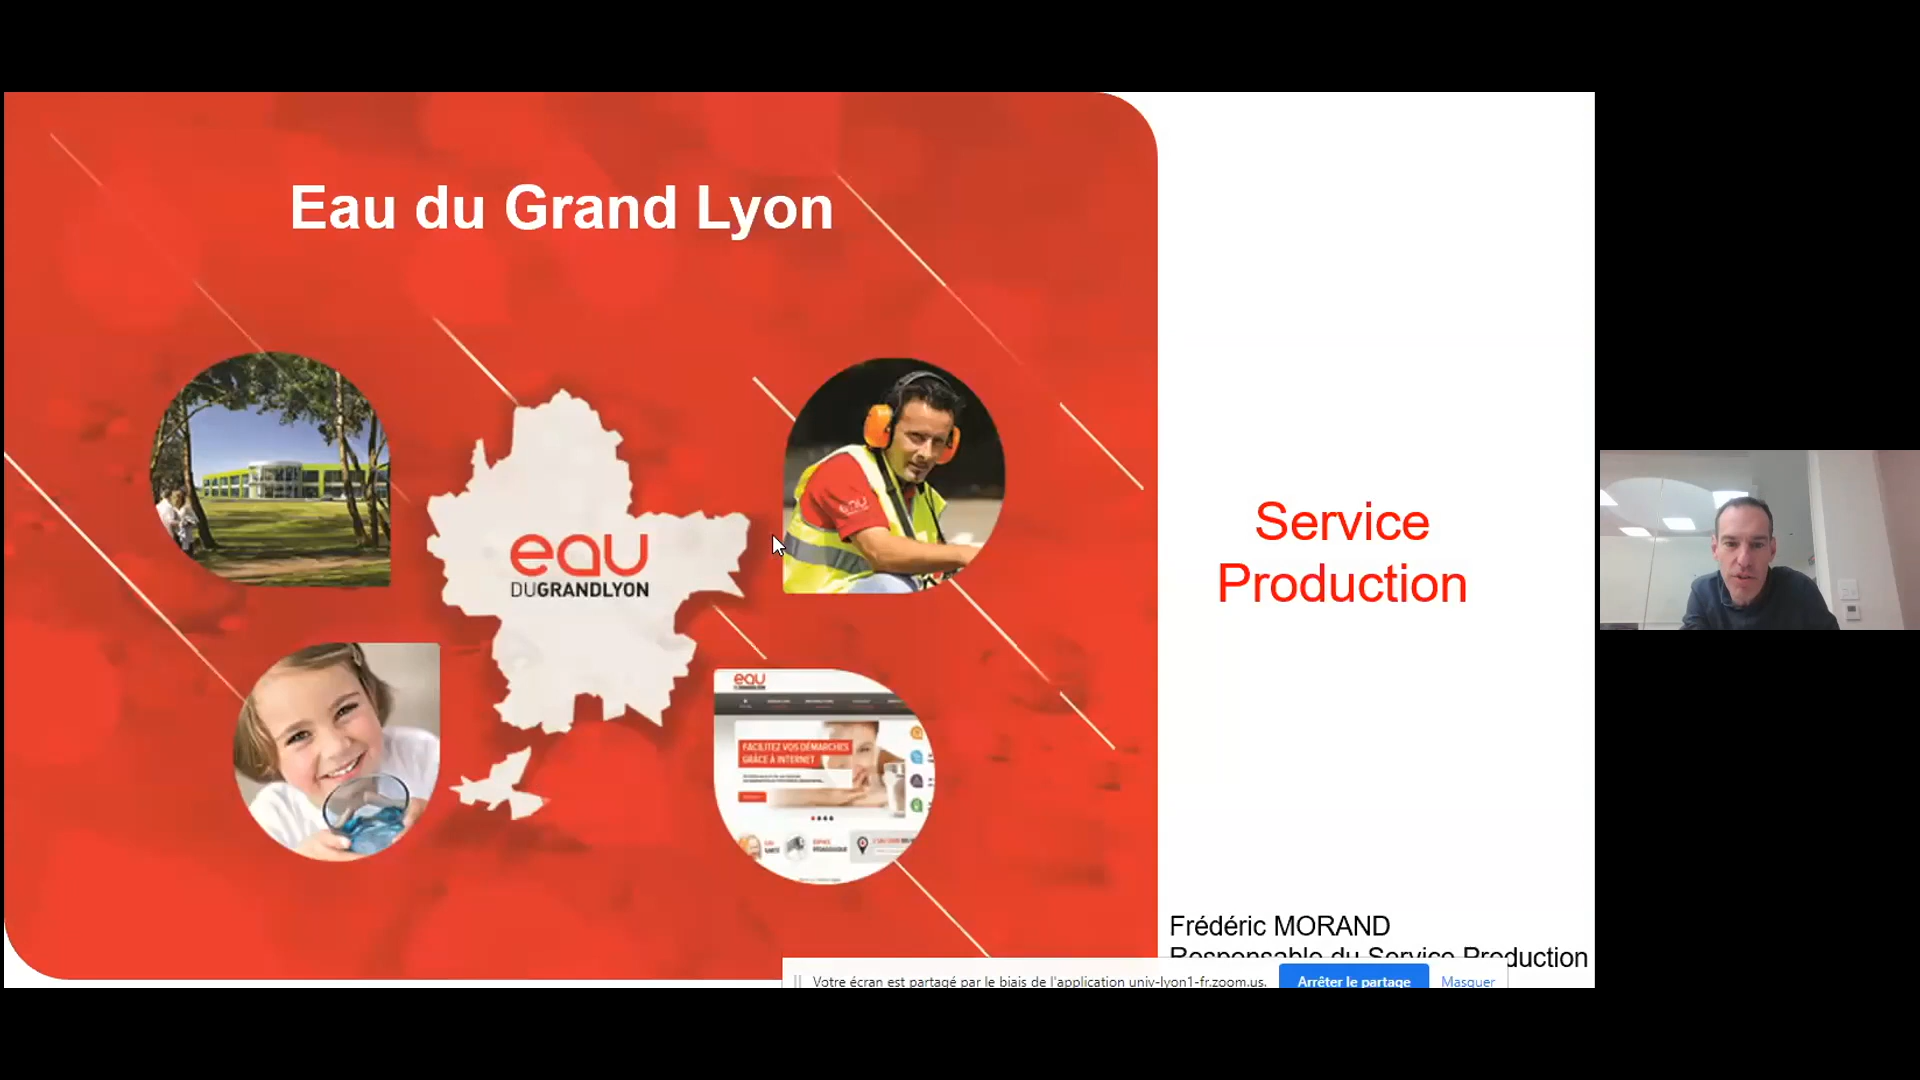 Eau du Grand Lyon
eau
DUGRANDLYON
eau
eau
FACILITEZ VOS DÉMARCHES
GRÂCE À INTERNET
Service
Production
Frédéric MORAND
Responsable du Service Production
Votre écran est partagé par le biais de l'application univ-lyon1-fr.zoom.us.
Arrêter le partage
Masquer